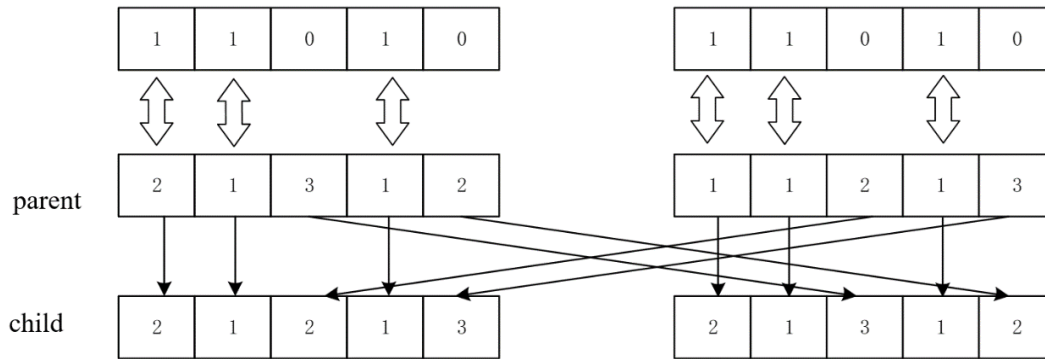 1 1 0 1 0 1 1 0 1 0
parent 2 1 3 1 2 1 1 2 1 3
child 2 1 2 1 3 2 1 3 1 2